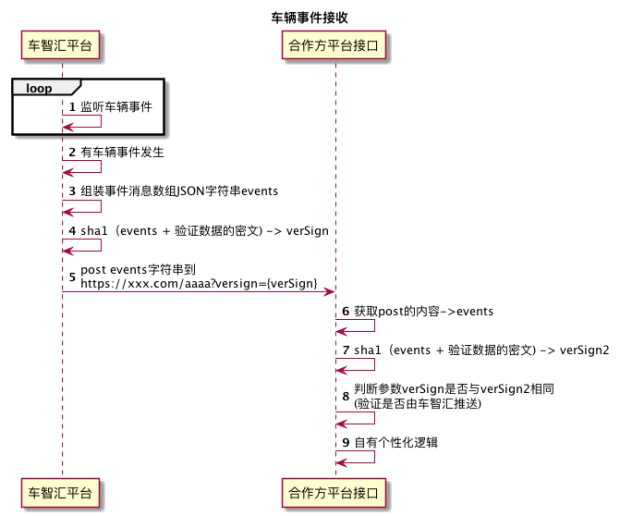 车辆事件接收
车智汇平台
合作方平台接口
loop
1 监听车辆事件
2 有车辆事件发生
3 组装事件消息数组JSON字符串events
4 sha1（events + 验证数据的密文) -> verSign
5 post events字符串到
https://xxx.com/aaaa?versign={verSign}
6 获取post的内容->events
7 sha1（events + 验证数据的密文) -> verSign2
8 判断参数verSign是否与verSign2相同
(验证是否由车智汇推送)
9 自有个性化逻辑
车智汇平台
合作方平台接口